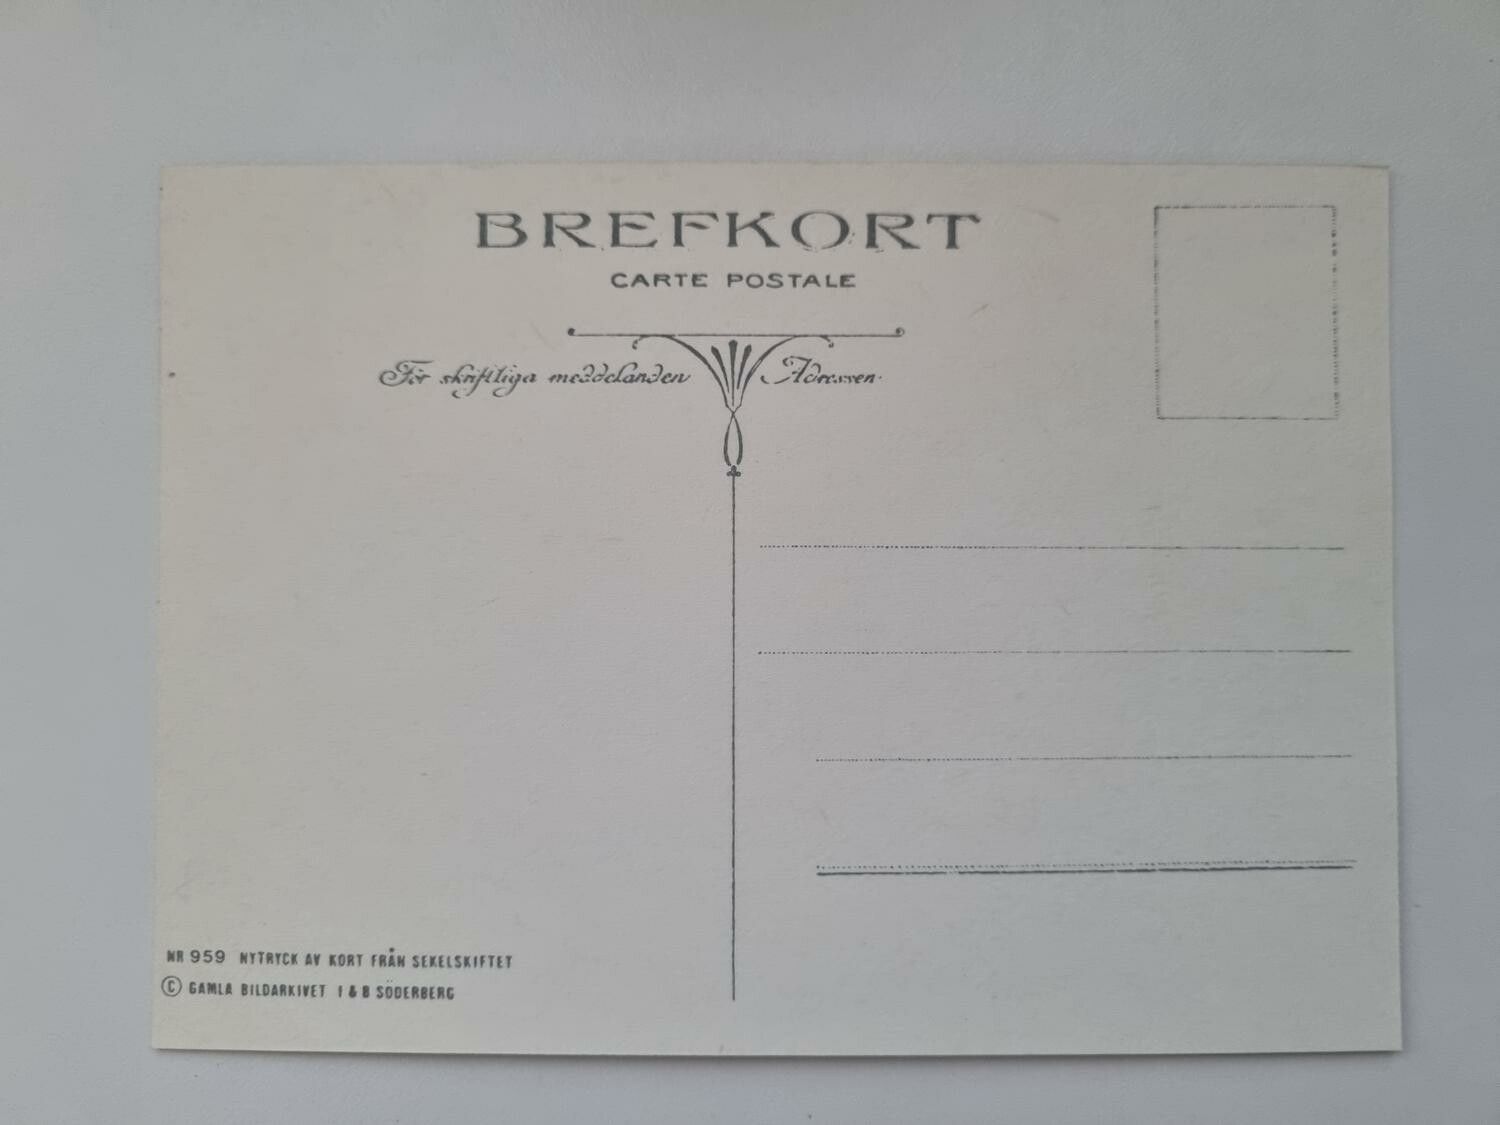 BREFKORT
CARTE POSTALE
För skriftliga meddelanden
Adressen.
NR 959 NYTRYCK AV KORT FRÅN SEKELSKIFTET
© GAMLA BILDARKIVET I & B SÖDERBERG